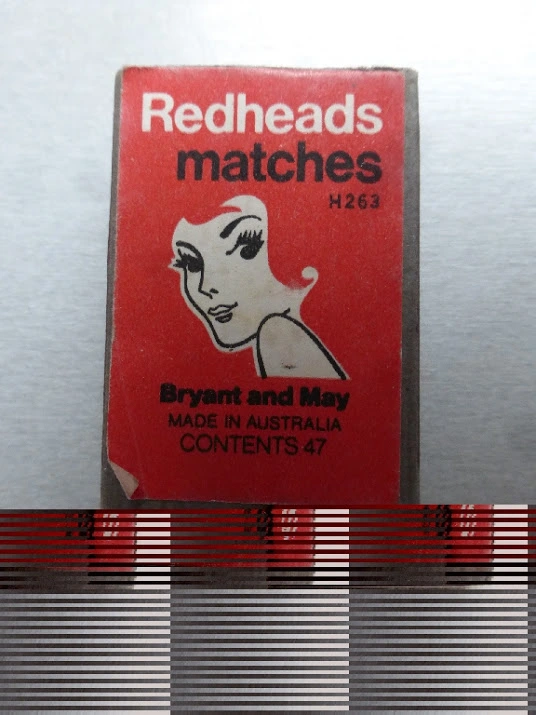 Redheads
matches
H263
Bryant and May
MADE IN AUSTRALIA
CONTENTS 47